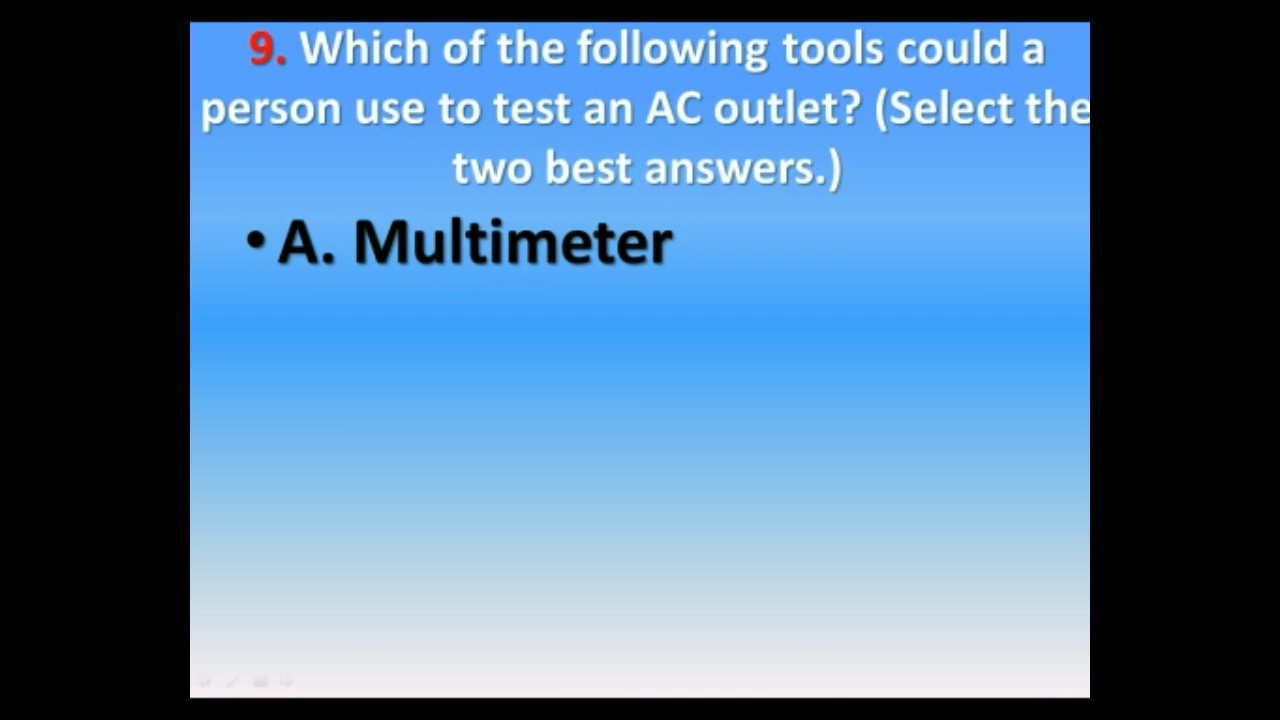 9. Which of the following tools could a
person use to test an AC outlet? (Select the
two best answers.)
• A. Multimeter